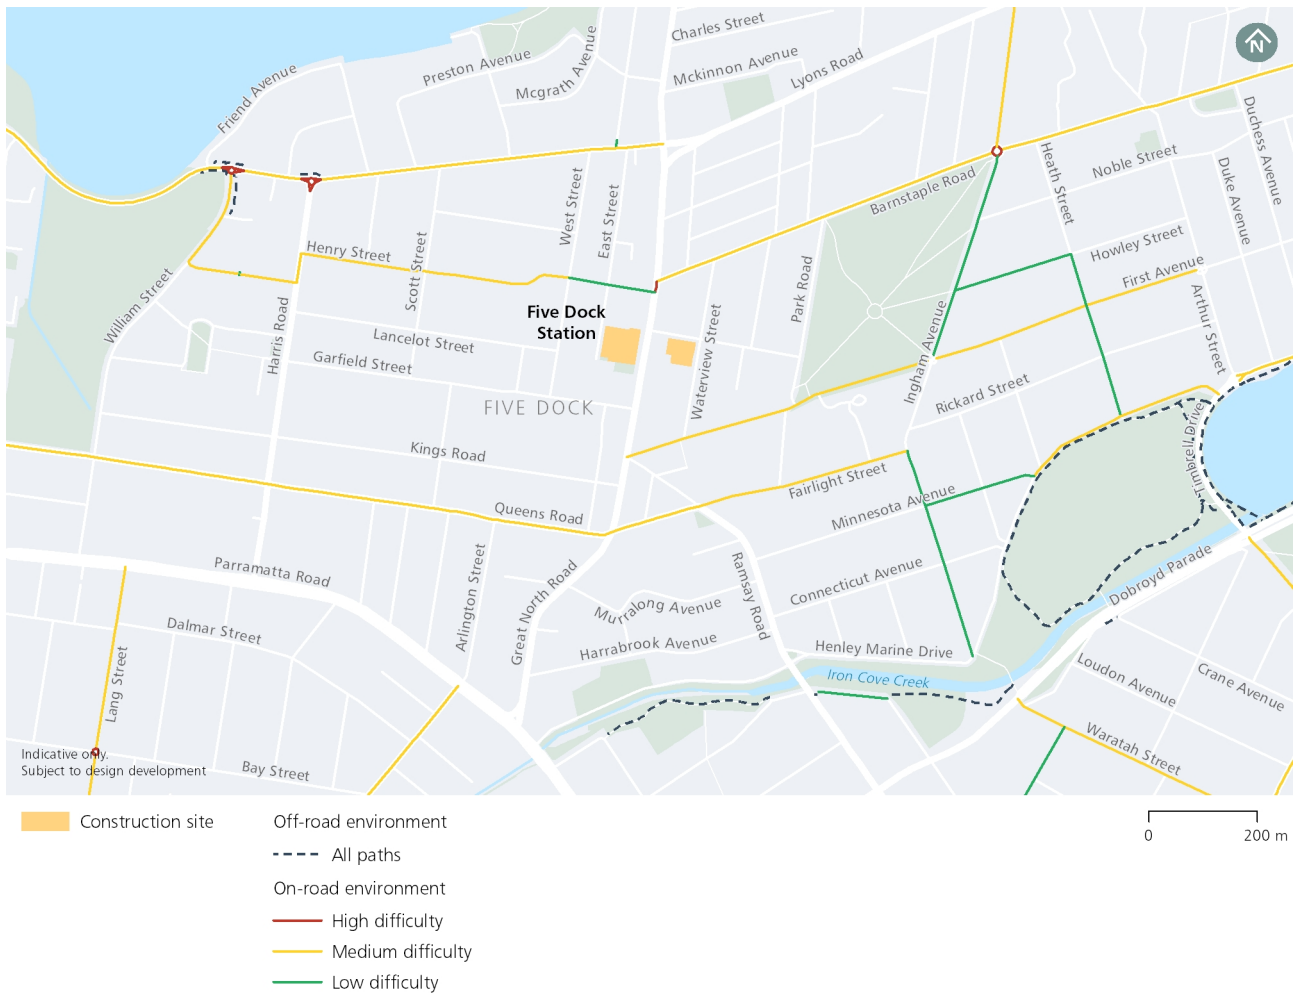 Charles Street
Preston Avenue
Mcgrath Avenue
Mckinnon Avenue
Lyons Road
N
Friend Avenue
Duchess Avenue
Heath Street
Noble Street
Duke Avenue
Barnstaple Road
West Street
East Street
Henry Street
Scott Street
Howley Street
First Avenue
Park Road
William Street
Harris Road
Five Dock
Station
Lancelot Street
Garfield Street
Waterview Street
Ingham Avenue
Arthur Street
Rickard Street
FIVE DOCK
Kings Road
Timbrell Drive
Fairlight Street
Minnesota Avenue
Queens Road
Parramatta Road
Arlington Street
Great North Road
Ramsay Road
Connecticut Avenue
Dobroyd Parade
Murralong Avenue
Dalmar Street
Harrabrook Avenue
Henley Marine Drive
Iron Cove Creek
Loudon Avenue
Crane Avenue
Lang Street
Waratah Street
Bay Street
Indicative only.
Subject to design development
Construction site
Off-road environment
All paths
On-road environment
High difficulty
Medium difficulty
Low difficulty
0
200 m